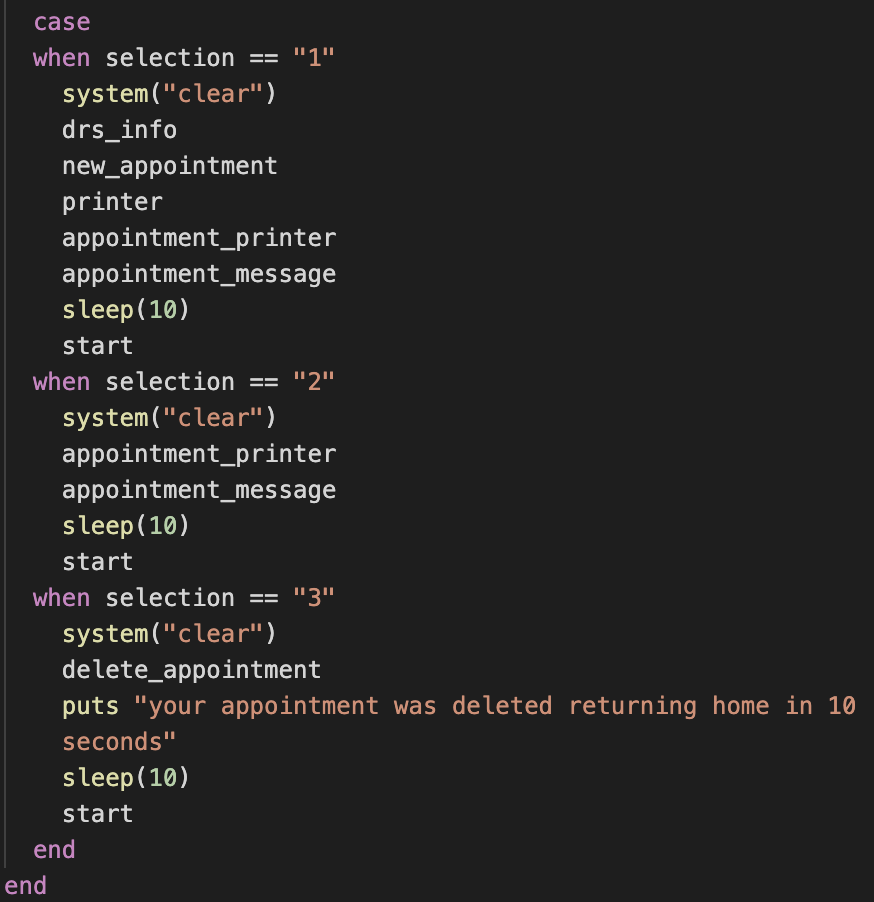 case
when selection == "1"
system("clear")
drs_info
new_appointment
printer
appointment_printer
appointment_message
sleep(10)
start
when selection == "2"
system("clear")
appointment_printer
appointment_message
sleep(10)
start
when selection == "3"
system("clear")
delete_appointment
puts "your appointment was deleted returning home in 10
seconds"
sleep(10)
start
end
end